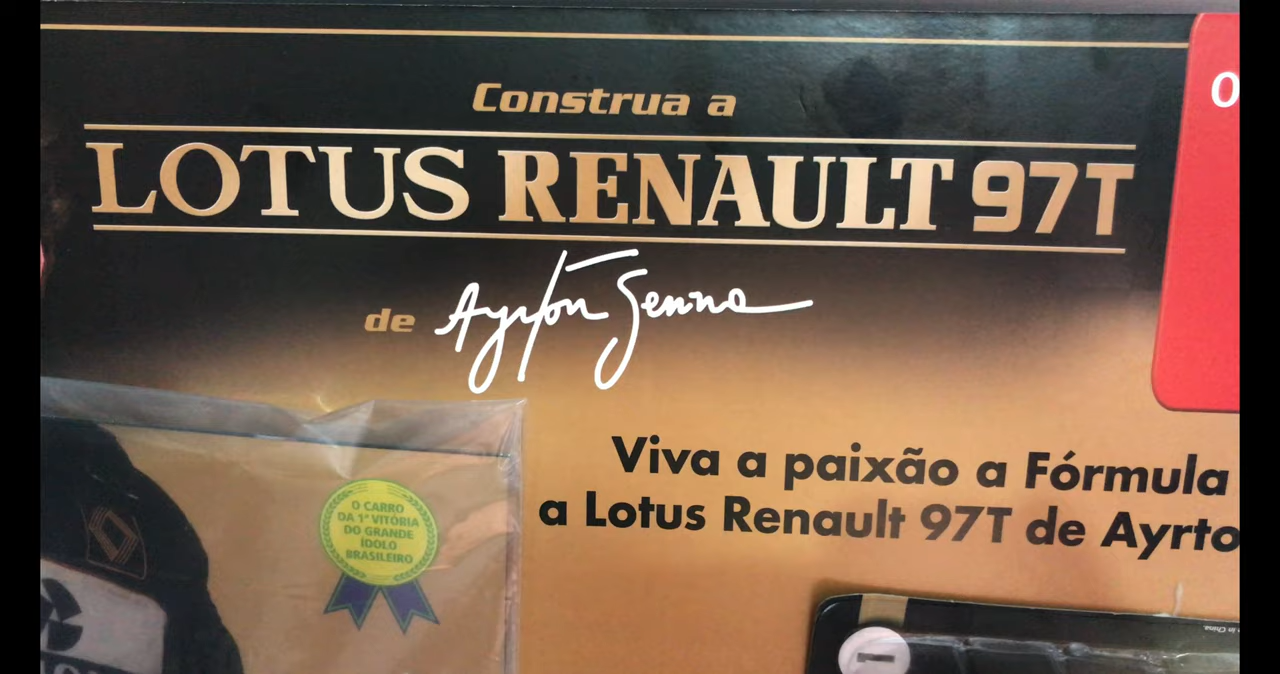 Construa a
LOTUS RENAULT 97T
de Ayrton Senna
Viva a paixão a Fórmula
a Lotus Renault 97T de Ayrto
O CARRO
DA 1ª VITÓRIA
DO GRANDE
ÍDOLO
BRASILEIRO